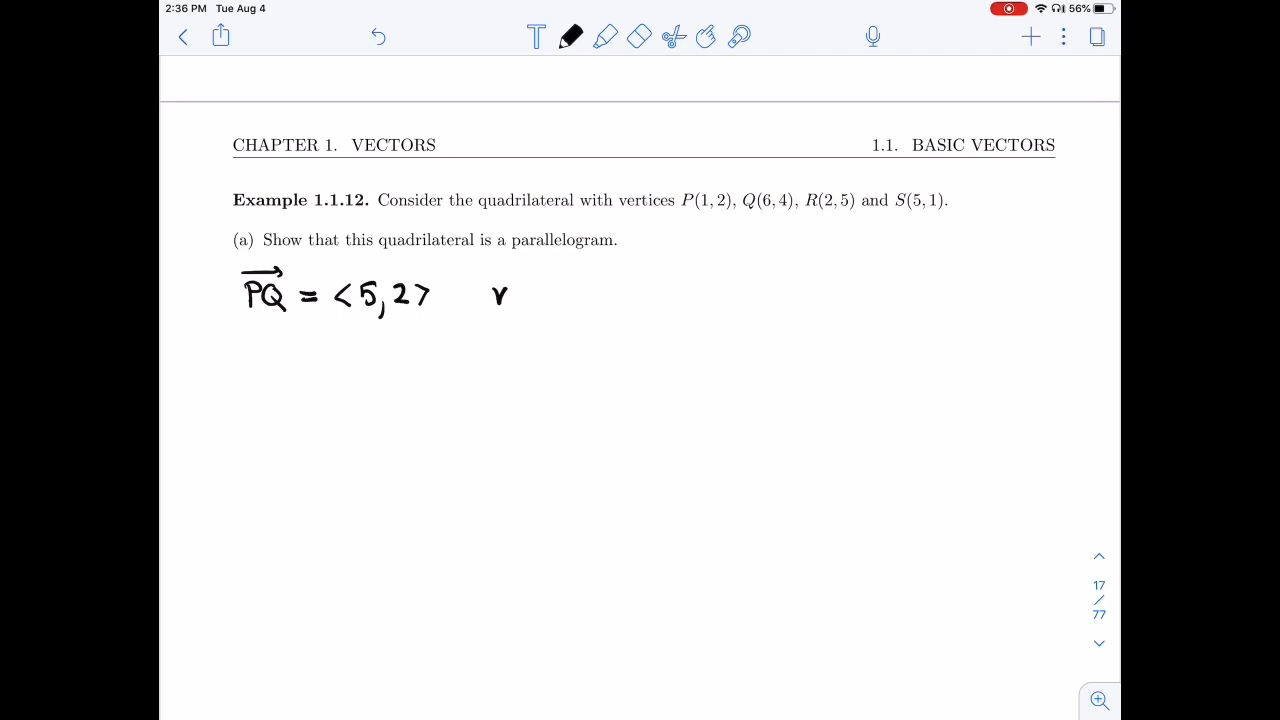 2:36 PM Tue Aug 4 56%
T
CHAPTER 1. VECTORS 1.1. BASIC VECTORS
Example 1.1.12. Consider the quadrilateral with vertices P(1, 2), Q(6, 4), R(2, 5) and S(5, 1).
(a) Show that this quadrilateral is a parallelogram.
\overrightarrow{PQ} = <5, 2>
17
/
77